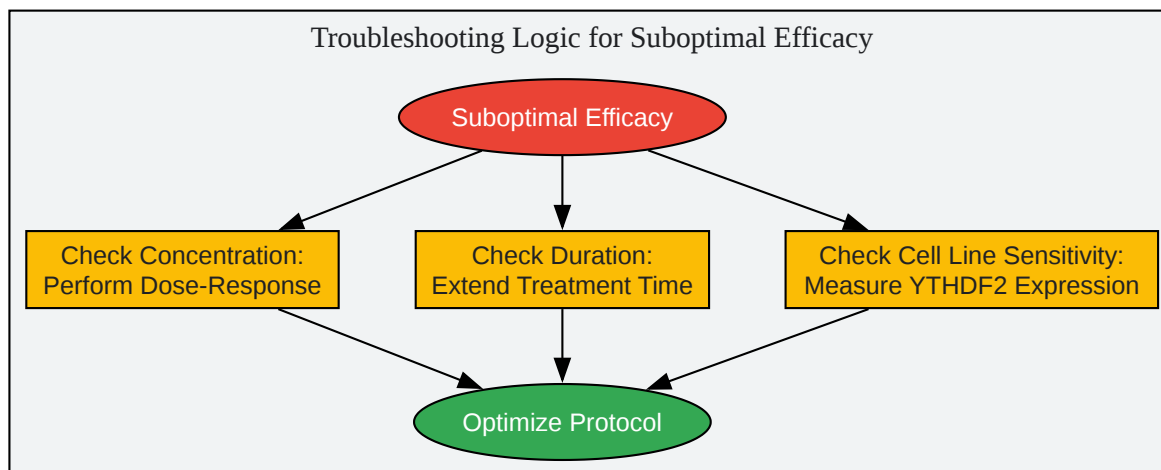 Troubleshooting Logic for Suboptimal Efficacy
Suboptimal Efficacy
Check Concentration:
Perform Dose-Response
Check Duration:
Extend Treatment Time
Check Cell Line Sensitivity:
Measure YTHDF2 Expression
Optimize Protocol